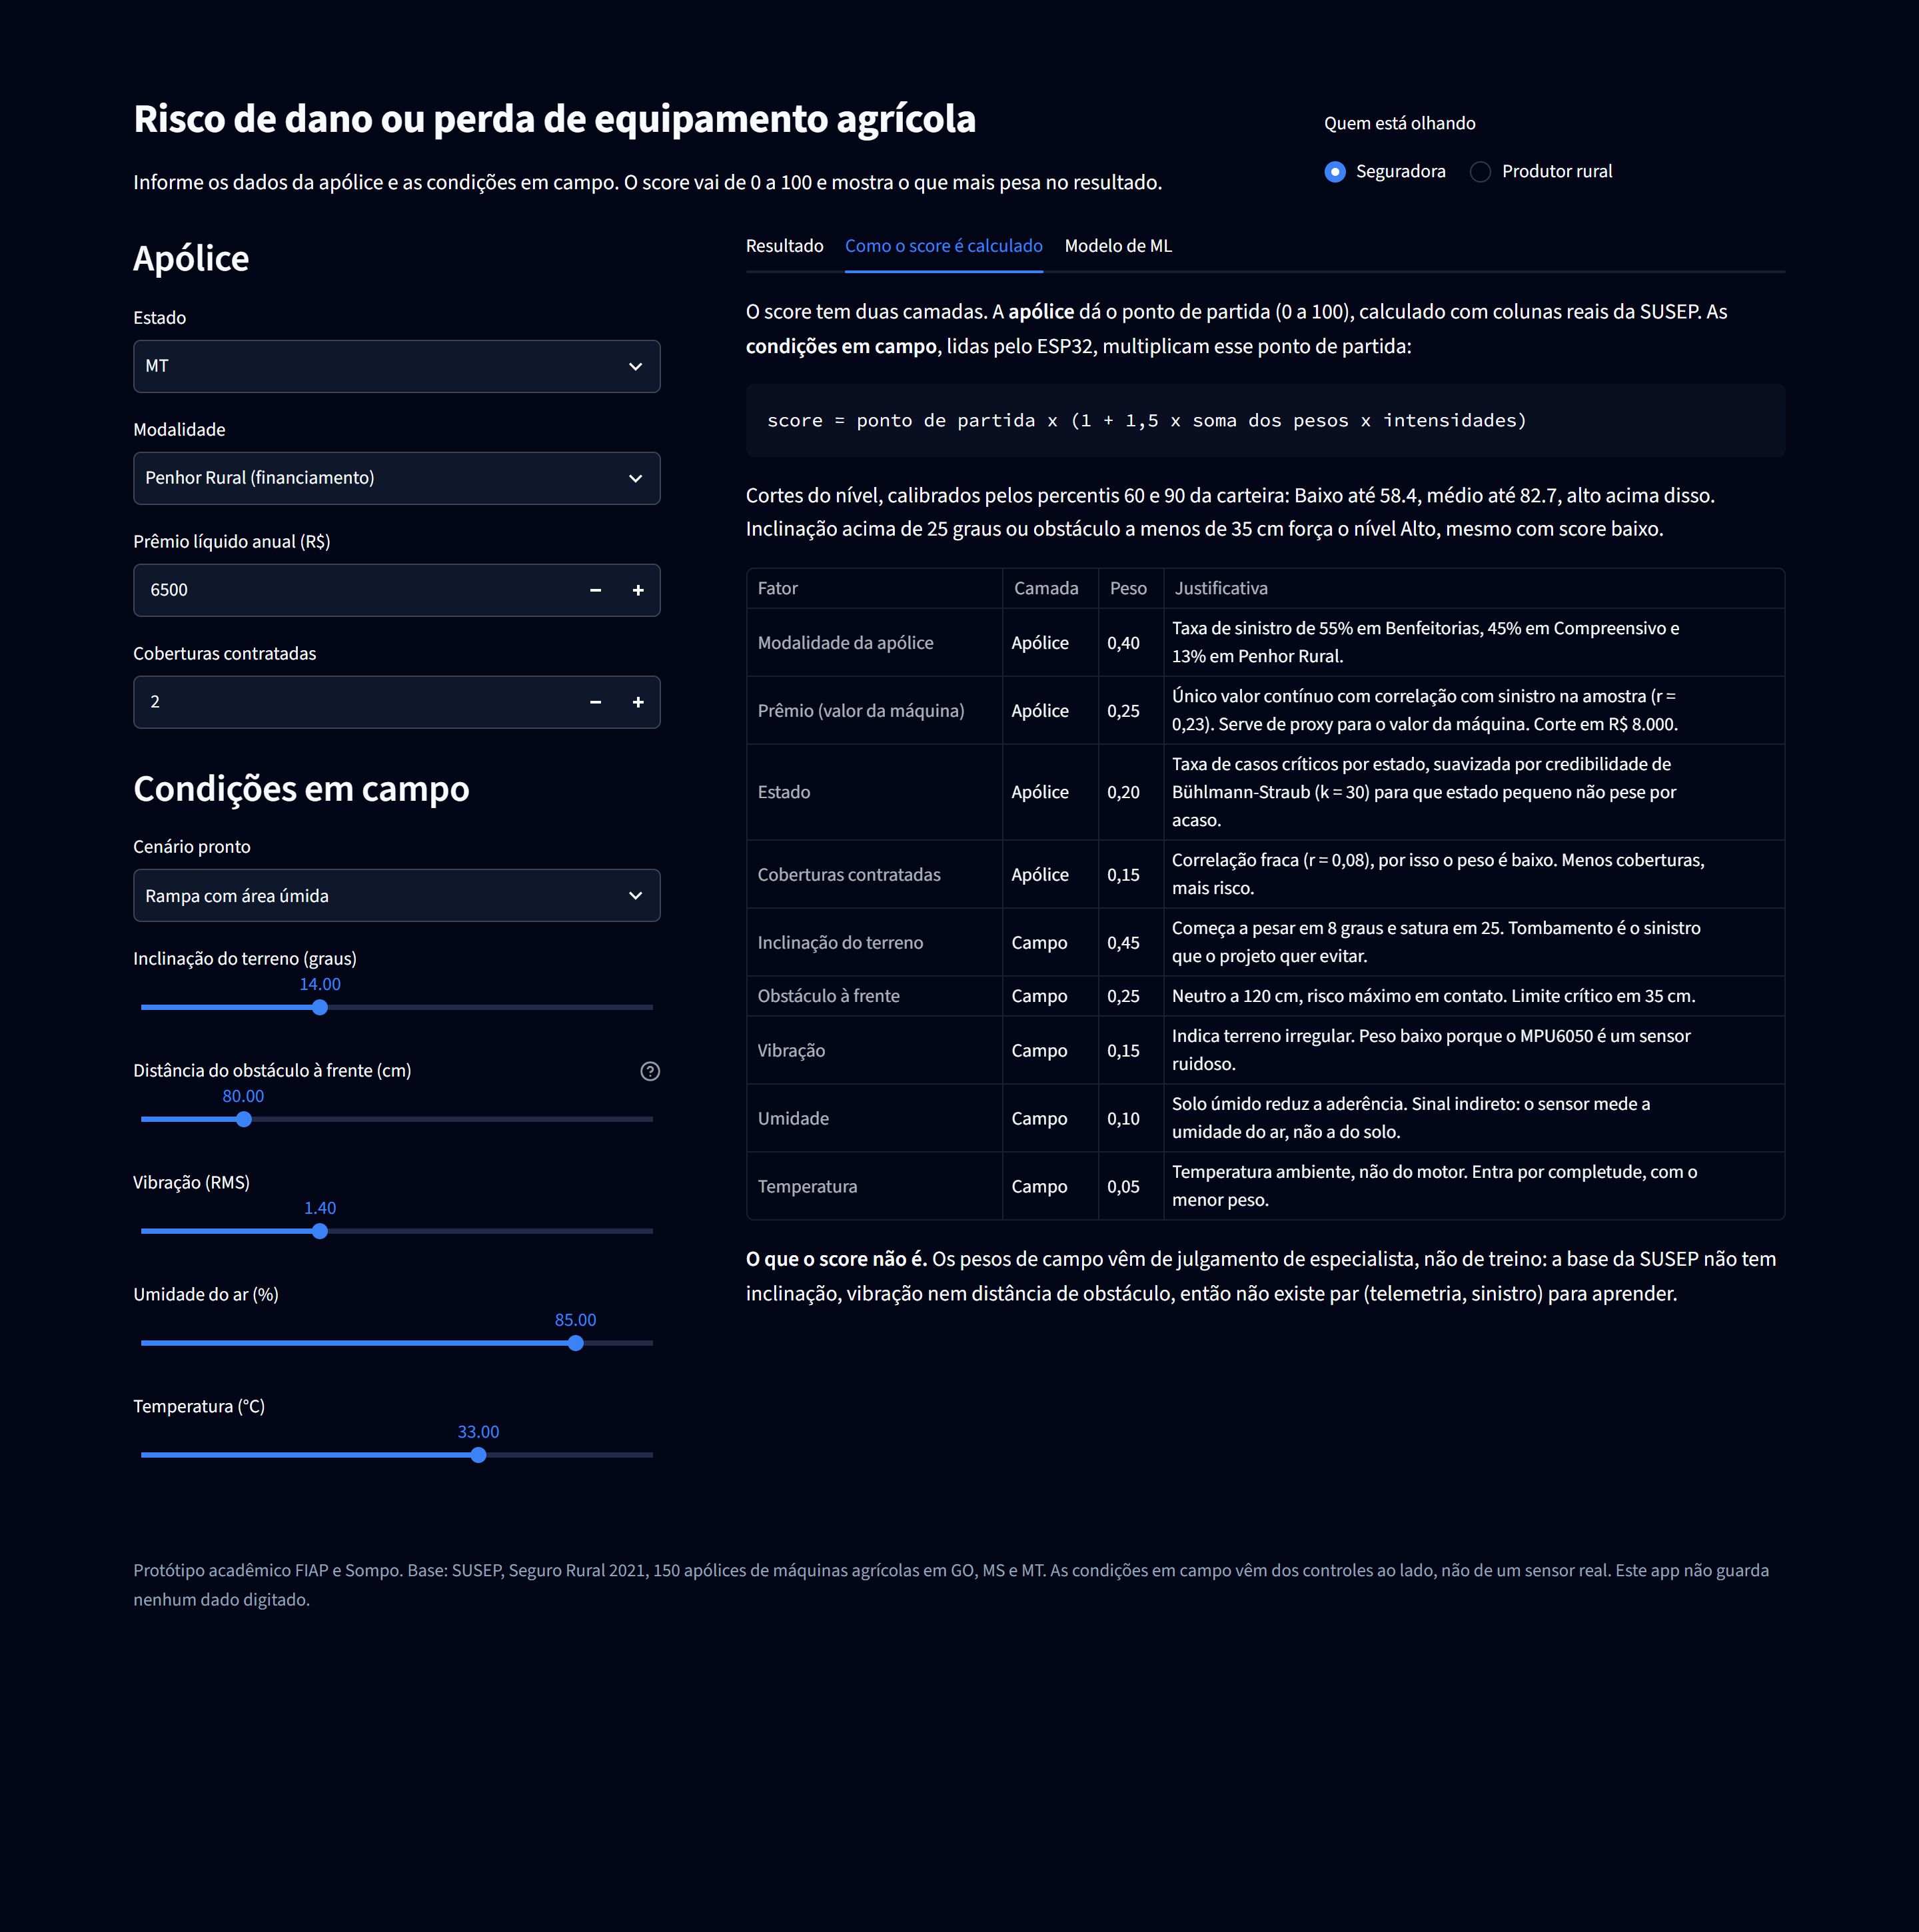 Risco de dano ou perda de equipamento agrícola
Informe os dados da apólice e as condições em campo. O score vai de 0 a 100 e mostra o que mais pesa no resultado.
Quem está olhando
Seguradora
Produtor rural
Apólice
Estado
MT
Modalidade
Penhor Rural (financiamento)
Prêmio líquido anual (R$)
6500
Coberturas contratadas
2
Condições em campo
Cenário pronto
Rampa com área úmida
Inclinação do terreno (graus)
14.00
Distância do obstáculo à frente (cm)
80.00
Vibração (RMS)
1.40
Umidade do ar (%)
85.00
Temperatura (°C)
33.00
Resultado
Como o score é calculado
Modelo de ML
O score tem duas camadas. A apólice dá o ponto de partida (0 a 100), calculado com colunas reais da SUSEP. As
condições em campo, lidas pelo ESP32, multiplicam esse ponto de partida:
score = ponto de partida x (1 + 1,5 x soma dos pesos x intensidades)
Cortes do nível, calibrados pelos percentis 60 e 90 da carteira: Baixo até 58.4, médio até 82.7, alto acima disso.
Inclinação acima de 25 graus ou obstáculo a menos de 35 cm força o nível Alto, mesmo com score baixo.
Fator Camada Peso Justificativa
Modalidade da apólice Apólice 0,40 Taxa de sinistro de 55% em Benfeitorias, 45% em Compreensivo e
13% em Penhor Rural.
Prêmio (valor da máquina) Apólice 0,25 Único valor contínuo com correlação com sinistro na amostra (r =
0,23). Serve de proxy para o valor da máquina. Corte em R$ 8.000.
Estado Apólice 0,20 Taxa de casos críticos por estado, suavizada por credibilidade de
Bühlmann-Straub (k = 30) para que estado pequeno não pese por
acaso.
Coberturas contratadas Apólice 0,15 Correlação fraca (r = 0,08), por isso o peso é baixo. Menos coberturas,
mais risco.
Inclinação do terreno Campo 0,45 Começa a pesar em 8 graus e satura em 25. Tombamento é o sinistro
que o projeto quer evitar.
Obstáculo à frente Campo 0,25 Neutro a 120 cm, risco máximo em contato. Limite crítico em 35 cm.
Vibração Campo 0,15 Indica terreno irregular. Peso baixo porque o MPU6050 é um sensor
ruidoso.
Umidade Campo 0,10 Solo úmido reduz a aderência. Sinal indireto: o sensor mede a
umidade do ar, não a do solo.
Temperatura Campo 0,05 Temperatura ambiente, não do motor. Entra por completude, com o
menor peso.
O que o score não é. Os pesos de campo vêm de julgamento de especialista, não de treino: a base da SUSEP não tem
inclinação, vibração nem distância de obstáculo, então não existe par (telemetria, sinistro) para aprender.
Protótipo acadêmico FIAP e Sompo. Base: SUSEP, Seguro Rural 2021, 150 apólices de máquinas agrícolas em GO, MS e MT. As condições em campo vêm dos controles ao lado, não de um sensor real. Este app não guarda
nenhum dado digitado.